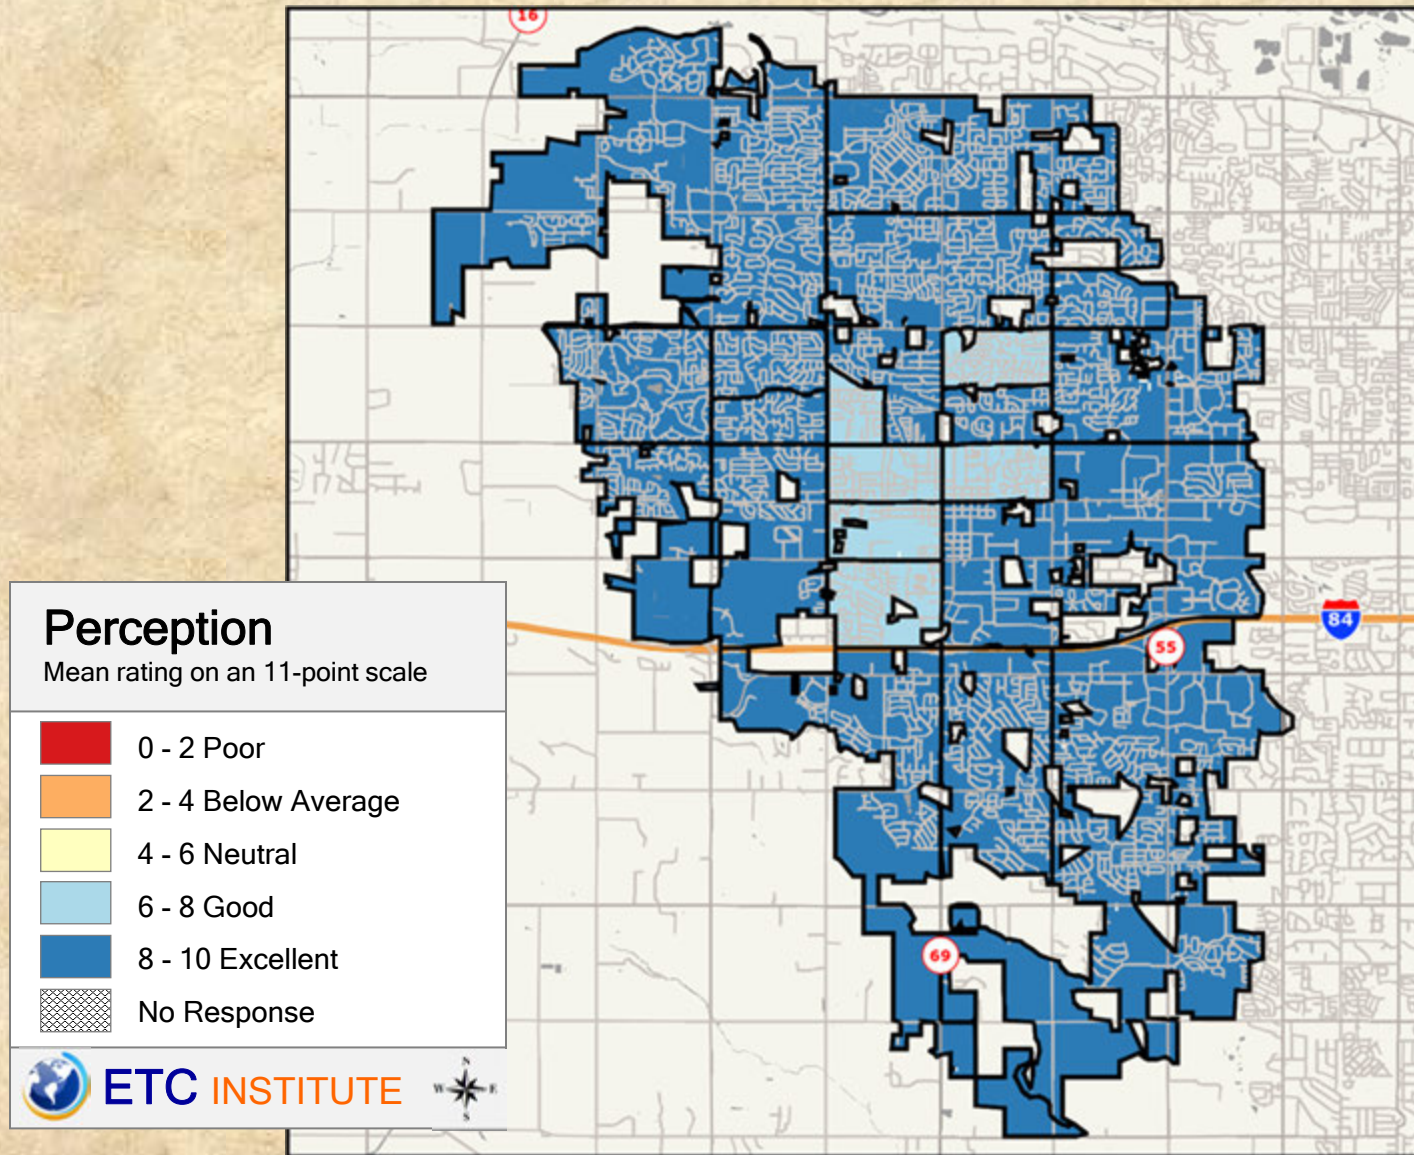 16
84
55
69
Perception
Mean rating on an 11-point scale
0 - 2 Poor
2 - 4 Below Average
4 - 6 Neutral
6 - 8 Good
8 - 10 Excellent
No Response
ETC INSTITUTE
N
W E
S